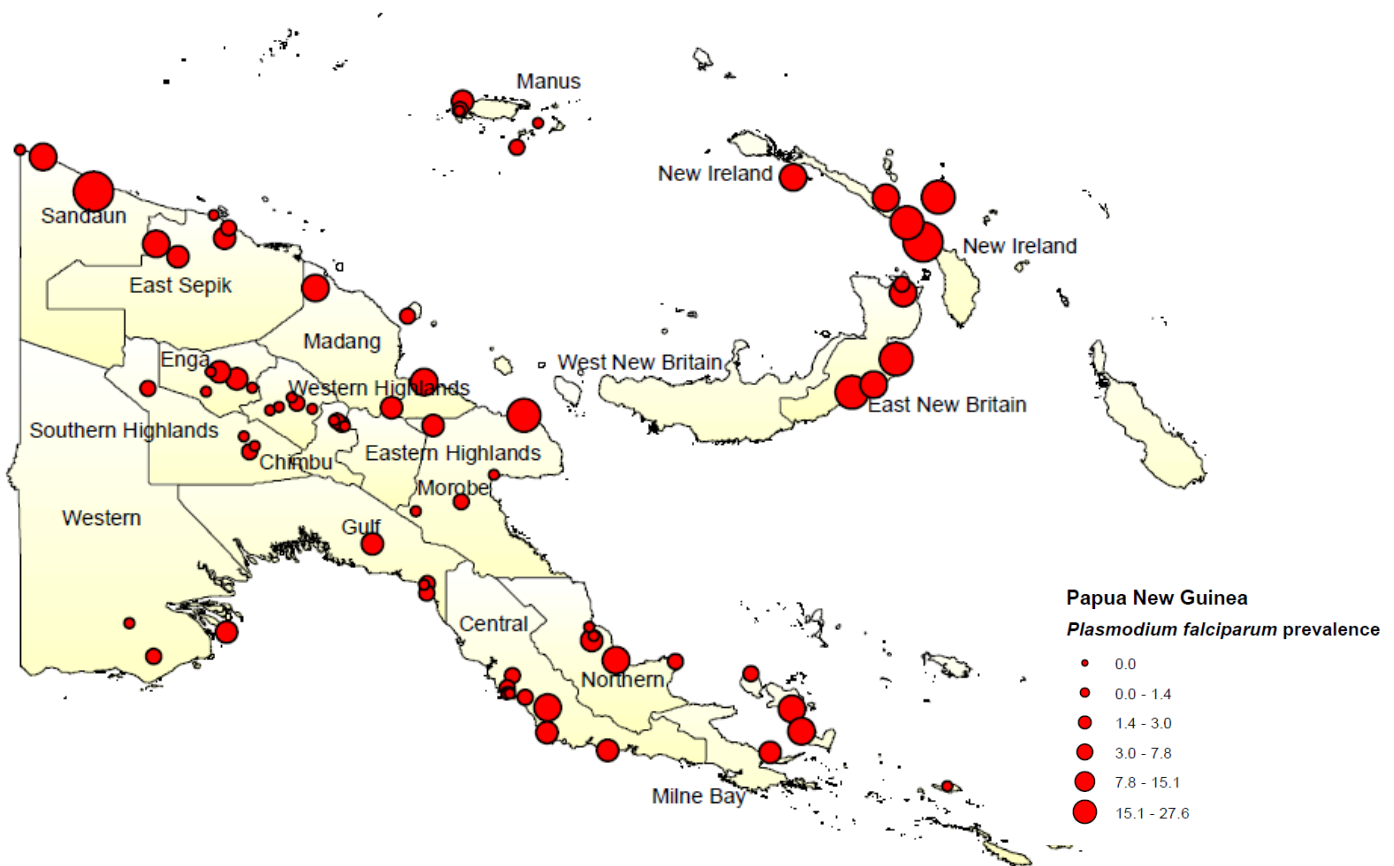 Manus
New Ireland
Sandaun
New Ireland
East Sepik
Madang
Enga
West New Britain
Western Highlands
East New Britain
Southern Highlands
Eastern Highlands
Chimbu
Morobe
Western
Gulf
Central
Northern
Milne Bay
Papua New Guinea
Plasmodium falciparum prevalence
0.0
0.0 - 1.4
1.4 - 3.0
3.0 - 7.8
7.8 - 15.1
15.1 - 27.6